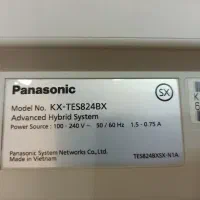 Panasonic
SX
Model No. KX-TES824BX
Advanced Hybrid System
Power Source : 100 - 240 V ~ 50 / 60 Hz 1.5 - 0.75 A
Panasonic System Networks Co.,Ltd.
Made in Vietnam
TES824BXSX-N1A
K